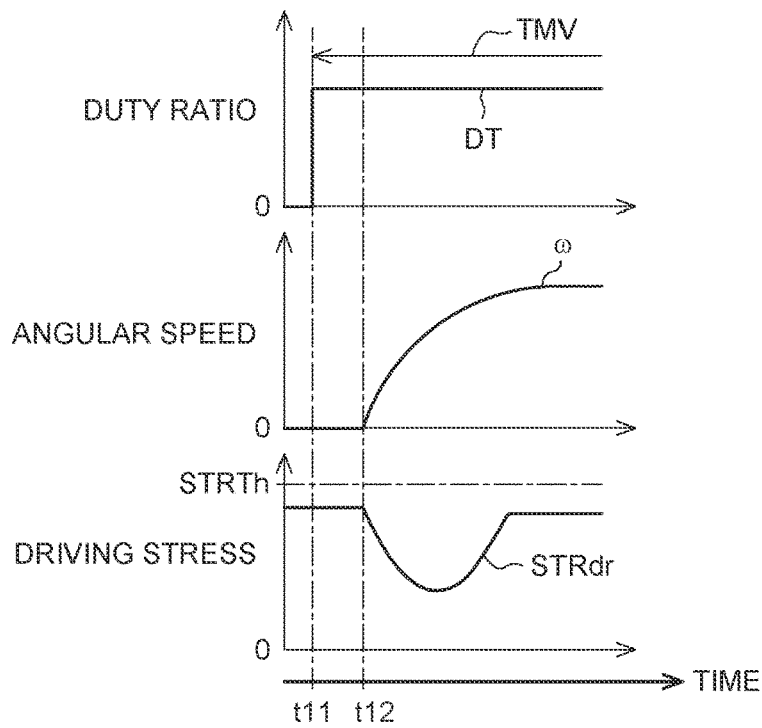 TMV
DUTY RATIO
DT
0
ω
ANGULAR SPEED
0
STRTh
DRIVING STRESS
STRdr
0
TIME
t11 t12